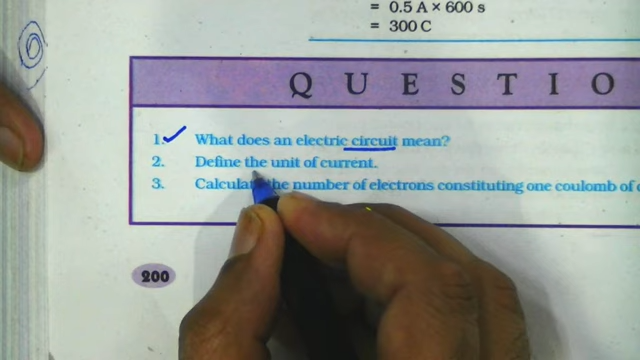 = 0.5 A × 600 s
= 300 C
Q U E S T I O
1. What does an electric circuit mean?
2. Define the unit of current.
3. Calculate the number of electrons constituting one coulomb of
200